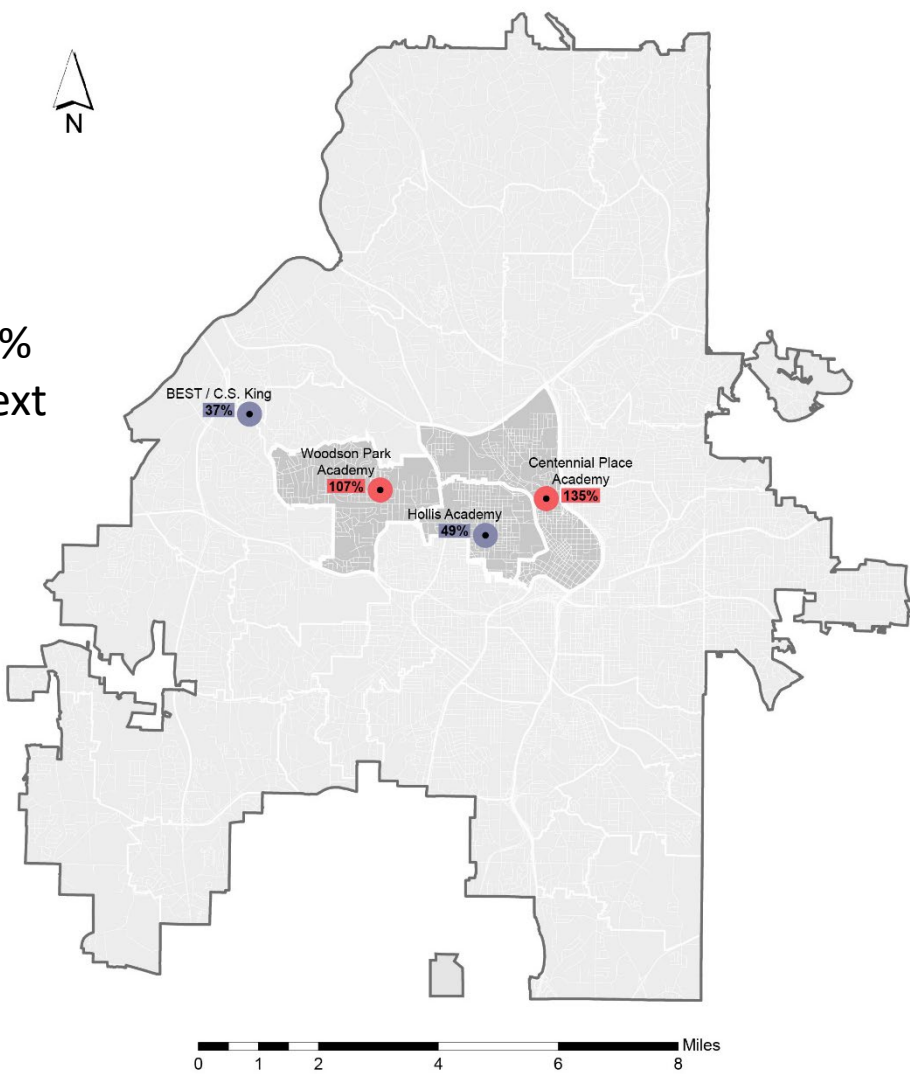 N
%
ext
BEST / C.S. King
37%
Woodson Park
Academy
107%
Centennial Place
Academy
135%
Hollis Academy
49%
Miles
0 1 2 4 6 8